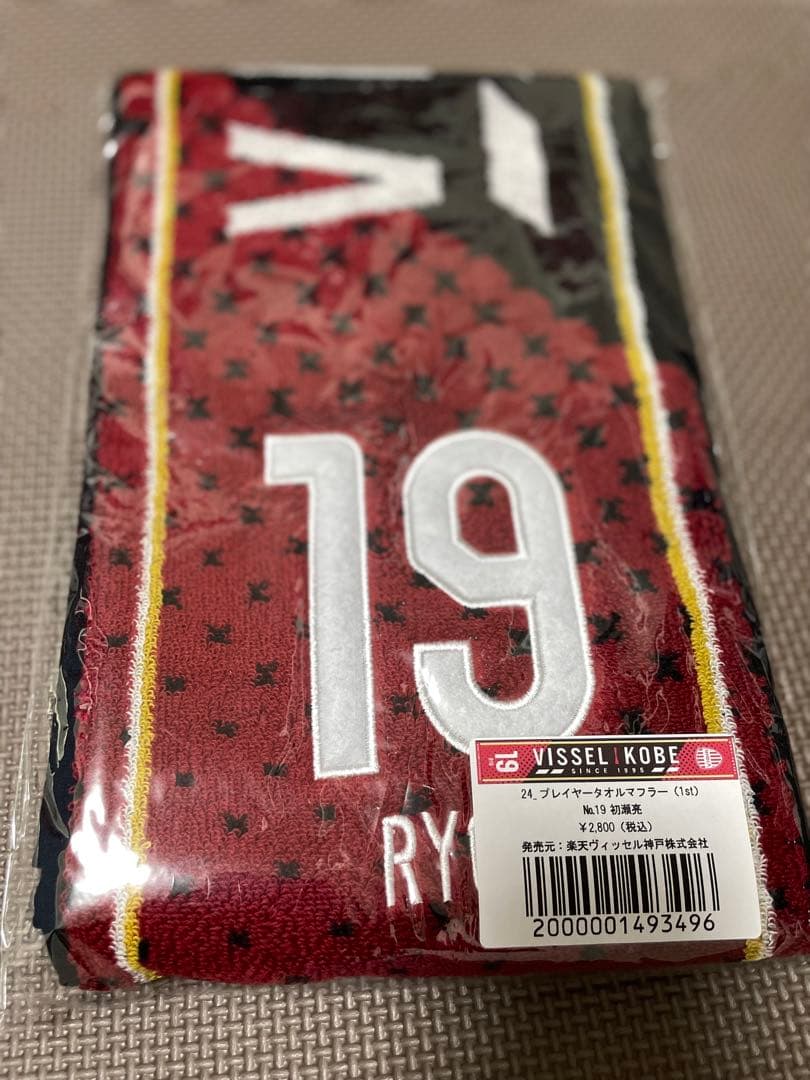 19
RY
19
VISSEL KOBE
SINCE 1995
24_プレイヤータオルマフラー（1st）
№19 初瀬亮
￥2,800（税込）
発売元：楽天ヴィッセル神戸株式会社
2000001493496